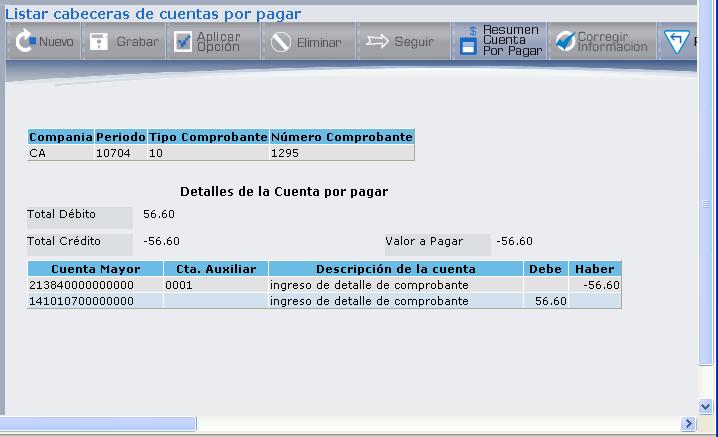 Listar cabeceras de cuentas por pagar
Nuevo Grabar Aplicar Opción Eliminar Seguir Resumen Cuenta Por Pagar Corregir Informacion
Compania Periodo Tipo Comprobante Número Comprobante
CA 10704 10 1295
Detalles de la Cuenta por pagar
Total Débito 56.60
Total Crédito -56.60 Valor a Pagar -56.60
Cuenta Mayor Cta. Auxiliar Descripción de la cuenta Debe Haber
213840000000000 0001 ingreso de detalle de comprobante -56.60
141010700000000 ingreso de detalle de comprobante 56.60